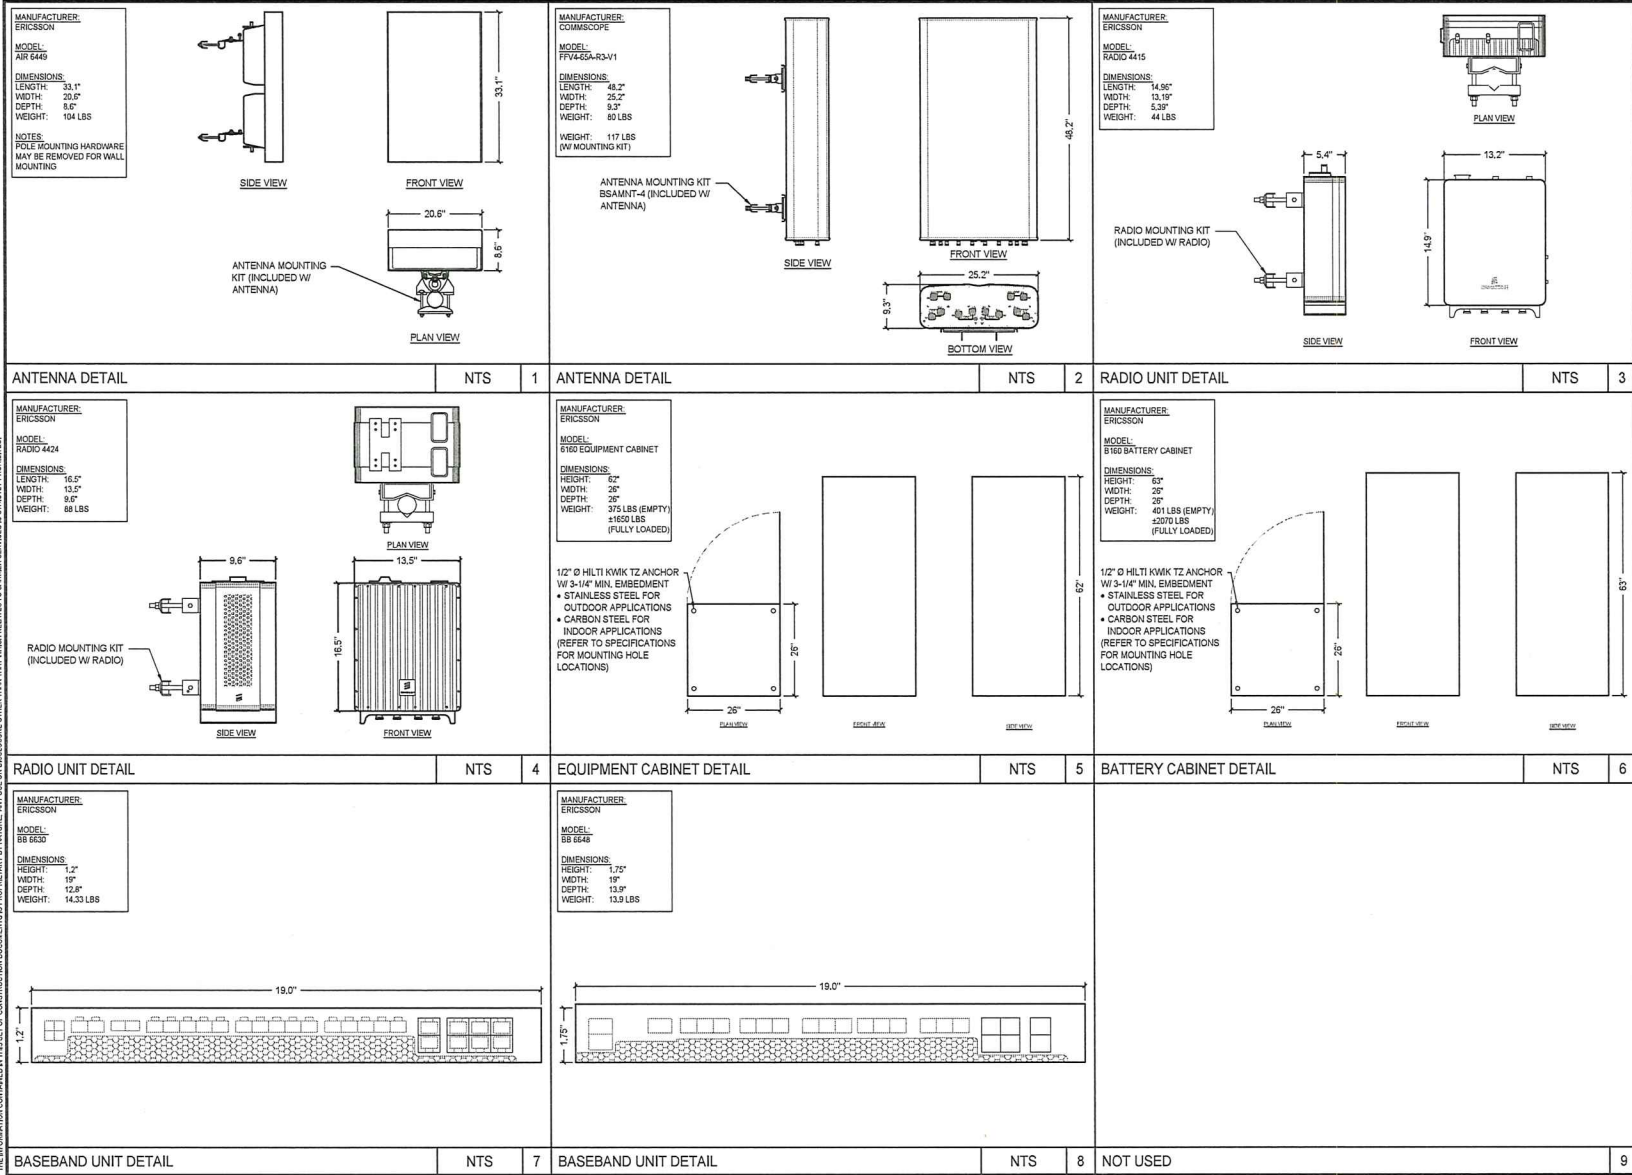 MANUFACTURER:
ERICSSON
MODEL:
AIR 6449
DIMENSIONS:
LENGTH: 33.1"
WIDTH: 20.6"
DEPTH: 8.6"
WEIGHT: 104 LBS
NOTES:
POLE MOUNTING HARDWARE
MAY BE REMOVED FOR WALL
MOUNTING
33.1"
SIDE VIEW
FRONT VIEW
20.6"
8.6"
ANTENNA MOUNTING
KIT (INCLUDED W/
ANTENNA)
PLAN VIEW
ANTENNA DETAIL NTS 1
MANUFACTURER:
COMMSCOPE
MODEL:
FFV4-65A-R3-V1
DIMENSIONS:
LENGTH: 48.2"
WIDTH: 25.2"
DEPTH: 9.3"
WEIGHT: 80 LBS
WEIGHT: 117 LBS
(W/ MOUNTING KIT)
48.2"
ANTENNA MOUNTING KIT
BSAMNT-4 (INCLUDED W/
ANTENNA)
SIDE VIEW
FRONT VIEW
25.2"
9.3"
BOTTOM VIEW
ANTENNA DETAIL NTS 2
MANUFACTURER:
ERICSSON
MODEL:
RADIO 4415
DIMENSIONS:
LENGTH: 14.96"
WIDTH: 13.19"
DEPTH: 5.39"
WEIGHT: 44 LBS
PLAN VIEW
5.4"
13.2"
14.9"
RADIO MOUNTING KIT
(INCLUDED W/ RADIO)
SIDE VIEW
FRONT VIEW
RADIO UNIT DETAIL NTS 3
MANUFACTURER:
ERICSSON
MODEL:
RADIO 4424
DIMENSIONS:
LENGTH: 16.5"
WIDTH: 13.5"
DEPTH: 9.6"
WEIGHT: 88 LBS
PLAN VIEW
9.6"
13.5"
16.5"
RADIO MOUNTING KIT
(INCLUDED W/ RADIO)
SIDE VIEW
FRONT VIEW
RADIO UNIT DETAIL NTS 4
MANUFACTURER:
ERICSSON
MODEL:
6160 EQUIPMENT CABINET
DIMENSIONS:
HEIGHT: 62"
WIDTH: 26"
DEPTH: 26"
WEIGHT: 375 LBS (EMPTY)
±1650 LBS
(FULLY LOADED)
1/2" Ø HILTI KWIK TZ ANCHOR
W/ 3-1/4" MIN. EMBEDMENT
• STAINLESS STEEL FOR
OUTDOOR APPLICATIONS
• CARBON STEEL FOR
INDOOR APPLICATIONS
(REFER TO SPECIFICATIONS
FOR MOUNTING HOLE
LOCATIONS)
26"
26"
62"
PLAN VIEW
FRONT VIEW
SIDE VIEW
EQUIPMENT CABINET DETAIL NTS 5
MANUFACTURER:
ERICSSON
MODEL:
B160 BATTERY CABINET
DIMENSIONS:
HEIGHT: 63"
WIDTH: 26"
DEPTH: 26"
WEIGHT: 401 LBS (EMPTY)
±2070 LBS
(FULLY LOADED)
1/2" Ø HILTI KWIK TZ ANCHOR
W/ 3-1/4" MIN. EMBEDMENT
• STAINLESS STEEL FOR
OUTDOOR APPLICATIONS
• CARBON STEEL FOR
INDOOR APPLICATIONS
(REFER TO SPECIFICATIONS
FOR MOUNTING HOLE
LOCATIONS)
26"
26"
63"
PLAN VIEW
FRONT VIEW
SIDE VIEW
BATTERY CABINET DETAIL NTS 6
MANUFACTURER:
ERICSSON
MODEL:
BB 6630
DIMENSIONS:
HEIGHT: 1.2"
WIDTH: 19"
DEPTH: 12.8"
WEIGHT: 14.33 LBS
19.0"
1.2"
BASEBAND UNIT DETAIL NTS 7
MANUFACTURER:
ERICSSON
MODEL:
BB 6648
DIMENSIONS:
HEIGHT: 1.75"
WIDTH: 19"
DEPTH: 13.9"
WEIGHT: 13.9 LBS
19.0"
1.75"
BASEBAND UNIT DETAIL NTS 8
NOT USED 9